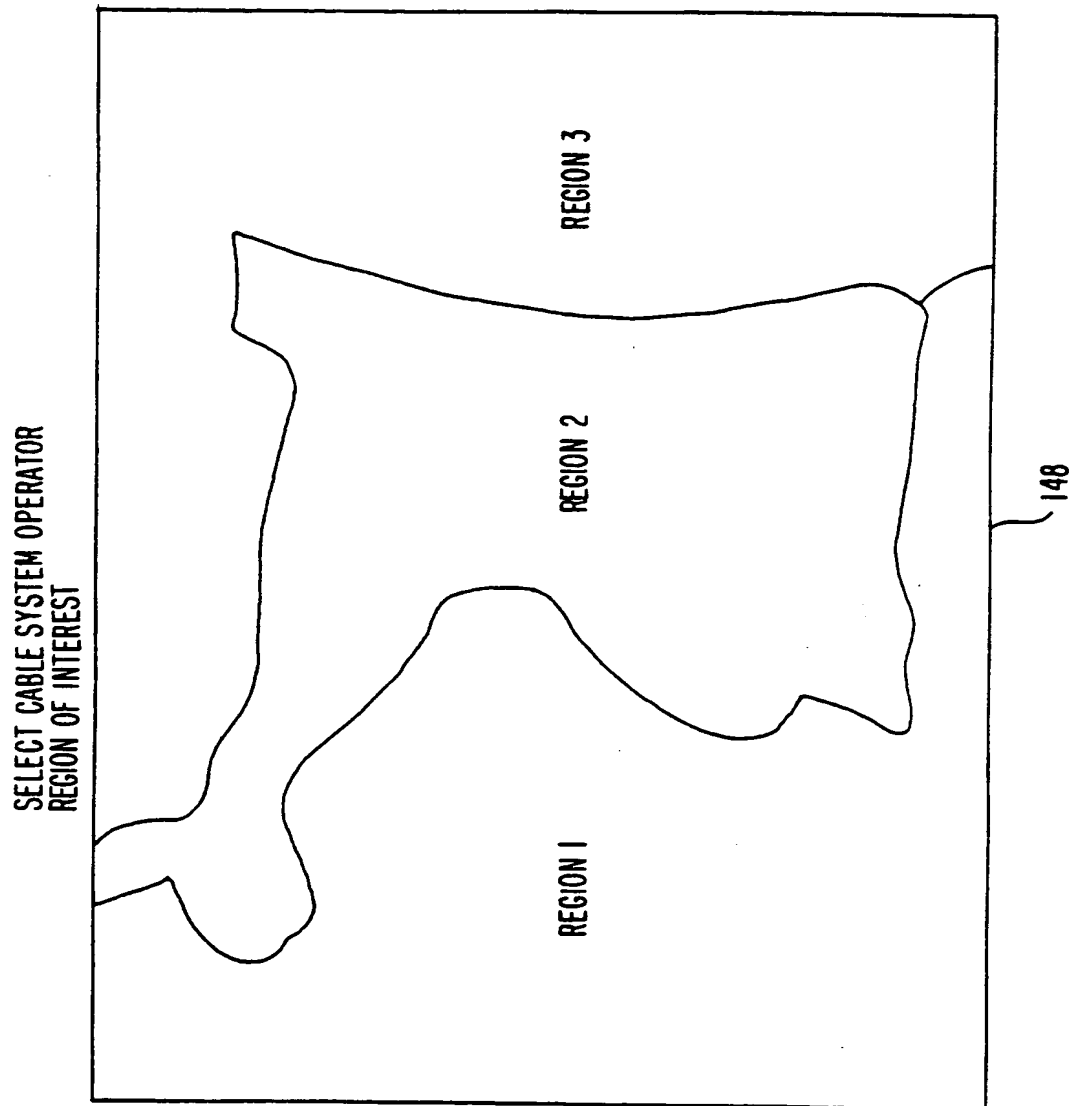 SELECT CABLE SYSTEM OPERATOR
REGION OF INTEREST
REGION 1
REGION 2
REGION 3
148